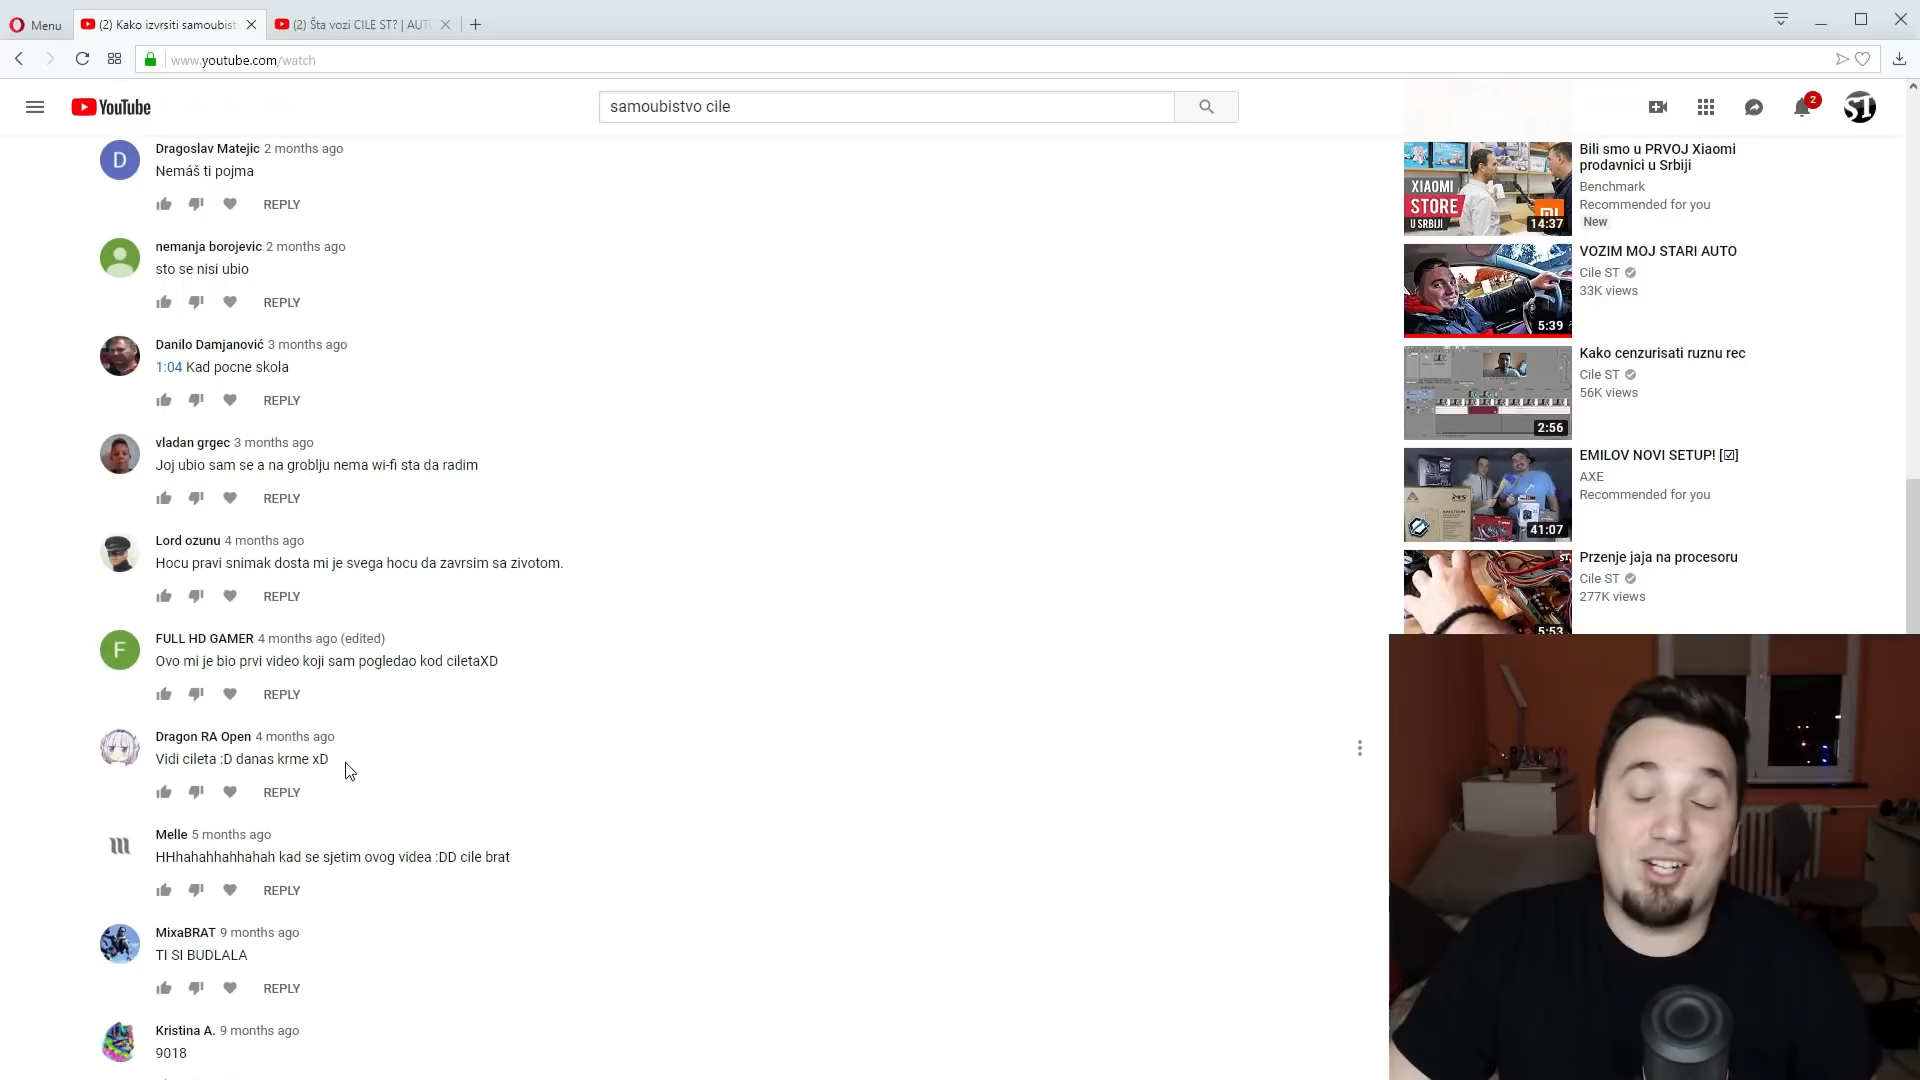 Menu
(2) Kako izvrsiti samoubist
(2) Šta vozi CILE ST? | AUT
www.youtube.com/watch
YouTube
samoubistvo cile
2
ST
D
Dragoslav Matejic 2 months ago
Nemáš ti pojma
REPLY
nemanja borojevic 2 months ago
sto se nisi ubio
REPLY
Danilo Damjanović 3 months ago
1:04 Kad pocne skola
REPLY
vladan grgec 3 months ago
Joj ubio sam se a na groblju nema wi-fi sta da radim
REPLY
Lord ozunu 4 months ago
Hocu pravi snimak dosta mi je svega hocu da zavrsim sa zivotom.
REPLY
F
FULL HD GAMER 4 months ago (edited)
Ovo mi je bio prvi video koji sam pogledao kod ciletaXD
REPLY
Dragon RA Open 4 months ago
Vidi cileta :D danas krme xD
REPLY
m
Melle 5 months ago
HHhahahhahhahah kad se sjetim ovog videa :DD cile brat
REPLY
MixaBRAT 9 months ago
TI SI BUDLALA
REPLY
Kristina A. 9 months ago
9018
XIAOMI
STORE
U SRBIJI
14:37
Bili smo u PRVOJ Xiaomi
prodavnici u Srbiji
Benchmark
Recommended for you
New
5:39
VOZIM MOJ STARI AUTO
Cile ST
33K views
2:56
Kako cenzurisati ruznu rec
Cile ST
56K views
41:07
EMILOV NOVI SETUP! [☑]
AXE
Recommended for you
ST
5:53
Przenje jaja na procesoru
Cile ST
277K views